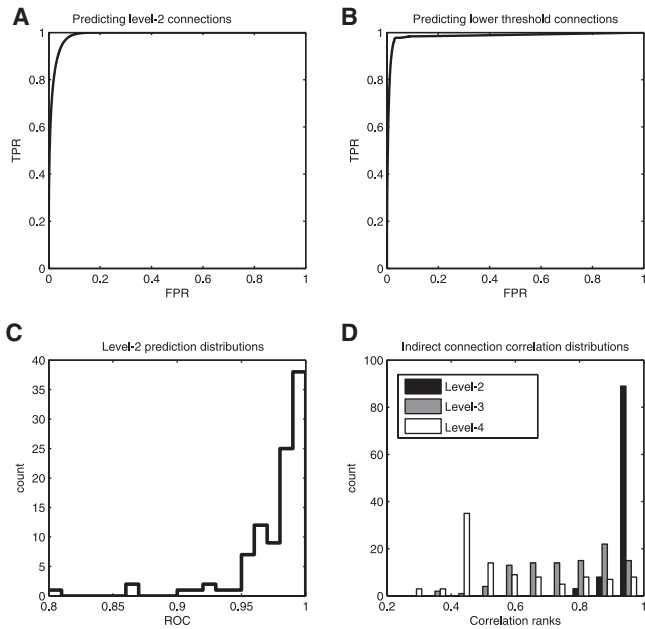 A
Predicting level-2 connections
1
0.8
0.6
0.4
0.2
0
TPR
0 0.2 0.4 0.6 0.8 1
FPR
B
Predicting lower threshold connections
1
0.8
0.6
0.4
0.2
0
TPR
0 0.2 0.4 0.6 0.8 1
FPR
C
Level-2 prediction distributions
40
35
30
25
20
15
10
5
0
count
0.8 0.85 0.9 0.95 1
ROC
D
Indirect connection correlation distributions
100
80
60
40
20
0
count
Level-2
Level-3
Level-4
0.2 0.4 0.6 0.8 1
Correlation ranks